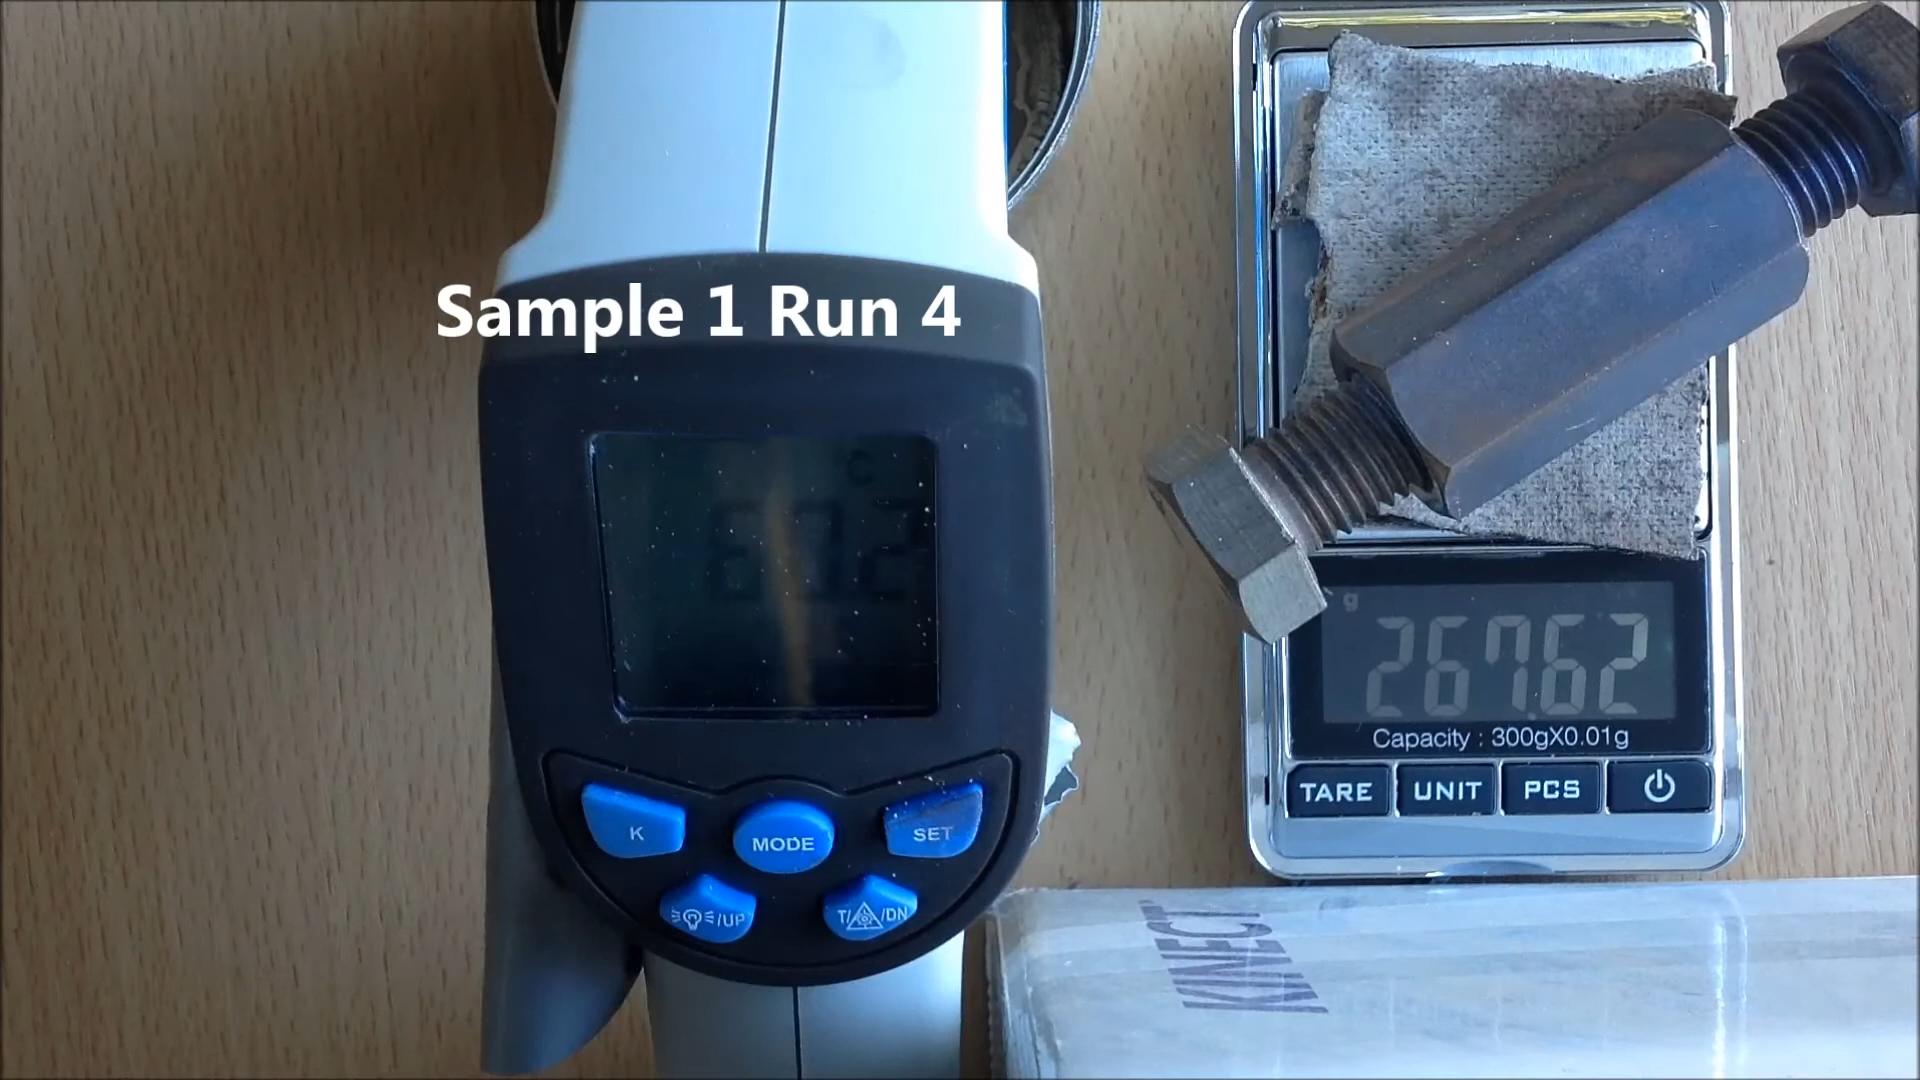 Sample 1 Run 4
C
g
267.62
Capacity : 300gX0.01g
TARE UNIT PCS
K MODE SET
/UP T/ /DN
KINECT